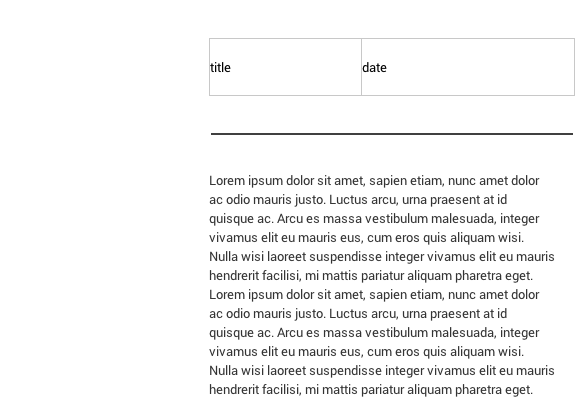 title date
Lorem ipsum dolor sit amet, sapien etiam, nunc amet dolor
ac odio mauris justo. Luctus arcu, urna praesent at id
quisque ac. Arcu es massa vestibulum malesuada, integer
vivamus elit eu mauris eus, cum eros quis aliquam wisi.
Nulla wisi laoreet suspendisse integer vivamus elit eu mauris
hendrerit facilisi, mi mattis pariatur aliquam pharetra eget.
Lorem ipsum dolor sit amet, sapien etiam, nunc amet dolor
ac odio mauris justo. Luctus arcu, urna praesent at id
quisque ac. Arcu es massa vestibulum malesuada, integer
vivamus elit eu mauris eus, cum eros quis aliquam wisi.
Nulla wisi laoreet suspendisse integer vivamus elit eu mauris
hendrerit facilisi, mi mattis pariatur aliquam pharetra eget.